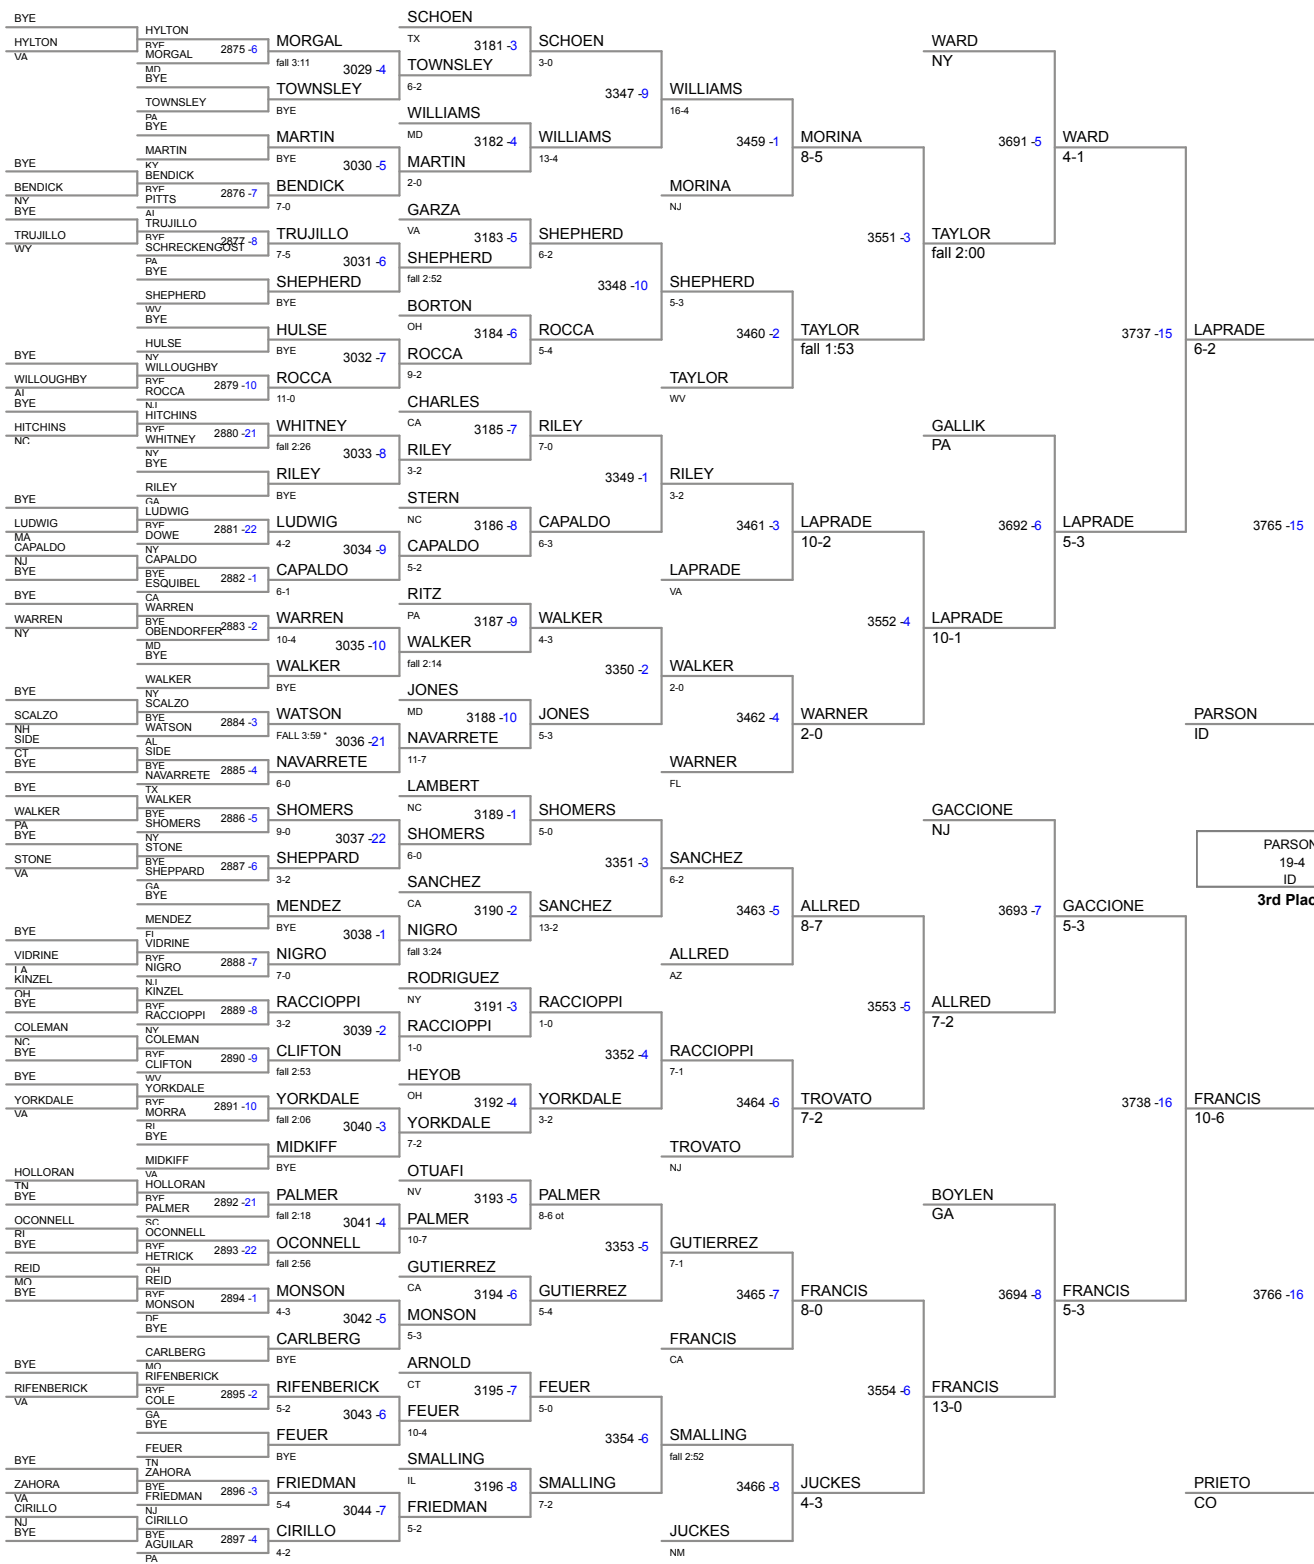 BYE
HYLTON
VA
BYE
BENDICK
NY
BYE
TRUJILLO
WY
BYE
WILLOUGHBY
AL
BYE
HITCHINS
NC
BYE
LUDWIG
MA
CAPALDO
NJ
BYE
BYE
WARREN
NY
BYE
SCALZO
NH
SIDE
CT
BYE
BYE
WALKER
PA
BYE
STONE
VA
BYE
VIDRINE
LA
KINZEL
OH
BYE
COLEMAN
NC
BYE
BYE
YORKDALE
VA
HOLLORAN
TN
BYE
OCONNELL
RI
BYE
REID
MO
BYE
BYE
RIFENBERICK
VA
BYE
ZAHORA
VA
CIRILLO
NJ
BYE
HYLTON
BYE
2875 -6
MORGAL
MD
BYE
TOWNSLEY
PA
BYE
MARTIN
KY
BENDICK
BYE
2876 -7
PITTS
AL
TRUJILLO
BYE
2877 -8
SCHRECKENGOST
PA
BYE
SHEPHERD
WV
BYE
HULSE
NY
WILLOUGHBY
BYE
2879 -10
ROCCA
NJ
HITCHINS
BYE
2880 -21
WHITNEY
NY
BYE
RILEY
GA
LUDWIG
BYE
2881 -22
DOWE
NY
CAPALDO
BYE
2882 -1
ESQUIBEL
CA
WARREN
BYE
2883 -2
OBENDORFER
MD
BYE
WALKER
NY
SCALZO
BYE
2884 -3
WATSON
AL
SIDE
BYE
2885 -4
NAVARRETE
TX
WALKER
BYE
2886 -5
SHOMERS
NY
STONE
BYE
2887 -6
SHEPPARD
GA
BYE
MENDEZ
FL
VIDRINE
BYE
2888 -7
NIGRO
NJ
KINZEL
BYE
2889 -8
RACCIOPPI
NY
COLEMAN
BYE
2890 -9
CLIFTON
WV
YORKDALE
BYE
2891 -10
MORRA
RI
BYE
MIDKIFF
VA
HOLLORAN
BYE
2892 -21
PALMER
SC
OCONNELL
BYE
2893 -22
HETRICK
OH
REID
BYE
2894 -1
MONSON
DE
BYE
CARLBERG
MO
RIFENBERICK
BYE
2895 -2
COLE
GA
BYE
FEUER
TN
ZAHORA
BYE
2896 -3
FRIEDMAN
NJ
CIRILLO
BYE
2897 -4
AGUILAR
PA
MORGAL
fall 3:11
3029 -4
TOWNSLEY
BYE
MARTIN
BYE
3030 -5
BENDICK
7-0
TRUJILLO
7-5
3031 -6
SHEPHERD
BYE
HULSE
BYE
3032 -7
ROCCA
11-0
WHITNEY
fall 2:26
3033 -8
RILEY
BYE
LUDWIG
4-2
3034 -9
CAPALDO
6-1
WARREN
10-4
3035 -10
WALKER
BYE
WATSON
FALL 3:59 *
3036 -21
NAVARRETE
6-0
SHOMERS
9-0
3037 -22
SHEPPARD
3-2
MENDEZ
BYE
3038 -1
NIGRO
7-0
RACCIOPPI
3-2
3039 -2
CLIFTON
fall 2:53
YORKDALE
fall 2:06
3040 -3
MIDKIFF
BYE
PALMER
fall 2:18
3041 -4
OCONNELL
fall 2:56
MONSON
4-3
3042 -5
CARLBERG
BYE
RIFENBERICK
5-2
3043 -6
FEUER
BYE
FRIEDMAN
5-4
3044 -7
CIRILLO
4-2
SCHOEN
TX
3181 -3
TOWNSLEY
6-2
WILLIAMS
MD
3182 -4
MARTIN
2-0
GARZA
VA
3183 -5
SHEPHERD
fall 2:52
BORTON
OH
3184 -6
ROCCA
9-2
CHARLES
CA
3185 -7
RILEY
3-2
STERN
NC
3186 -8
CAPALDO
5-2
RITZ
PA
3187 -9
WALKER
fall 2:14
JONES
MD
3188 -10
NAVARRETE
11-7
LAMBERT
NC
3189 -1
SHOMERS
6-0
SANCHEZ
CA
3190 -2
NIGRO
fall 3:24
RODRIGUEZ
NY
3191 -3
RACCIOPPI
1-0
HEYOB
OH
3192 -4
YORKDALE
7-2
OTUAFI
NV
3193 -5
PALMER
10-7
GUTIERREZ
CA
3194 -6
MONSON
5-3
ARNOLD
CT
3195 -7
FEUER
10-4
SMALLING
IL
3196 -8
FRIEDMAN
5-2
SCHOEN
3-0
3347 -9
WILLIAMS
13-4
SHEPHERD
6-2
3348 -10
ROCCA
5-4
RILEY
7-0
3349 -1
CAPALDO
6-3
WALKER
4-3
3350 -2
JONES
5-3
SHOMERS
5-0
3351 -3
SANCHEZ
13-2
RACCIOPPI
1-0
3352 -4
YORKDALE
3-2
PALMER
8-6 ot
3353 -5
GUTIERREZ
5-4
FEUER
5-0
3354 -6
SMALLING
7-2
WILLIAMS
16-4
3459 -1
MORINA
NJ
SHEPHERD
5-3
3460 -2
TAYLOR
WV
RILEY
3-2
3461 -3
LAPRADE
VA
WALKER
2-0
3462 -4
WARNER
FL
SANCHEZ
6-2
3463 -5
ALLRED
AZ
RACCIOPPI
7-1
3464 -6
TROVATO
NJ
GUTIERREZ
7-1
3465 -7
FRANCIS
CA
SMALLING
fall 2:52
3466 -8
JUCKES
NM
MORINA
8-5
3551 -3
TAYLOR
fall 1:53
LAPRADE
10-2
3552 -4
WARNER
2-0
ALLRED
8-7
3553 -5
TROVATO
7-2
FRANCIS
8-0
3554 -6
JUCKES
4-3
WARD
NY
3691 -5
TAYLOR
fall 2:00
GALLIK
PA
3692 -6
LAPRADE
10-1
GACCIONE
NJ
3693 -7
ALLRED
7-2
BOYLEN
GA
3694 -8
FRANCIS
13-0
WARD
4-1
3737 -15
LAPRADE
5-3
GACCIONE
5-3
3738 -16
FRANCIS
5-3
LAPRADE
6-2
3765 -15
PARSON
ID
PARSON
19-4
ID
3rd Plac
FRANCIS
10-6
3766 -16
PRIETO
CO